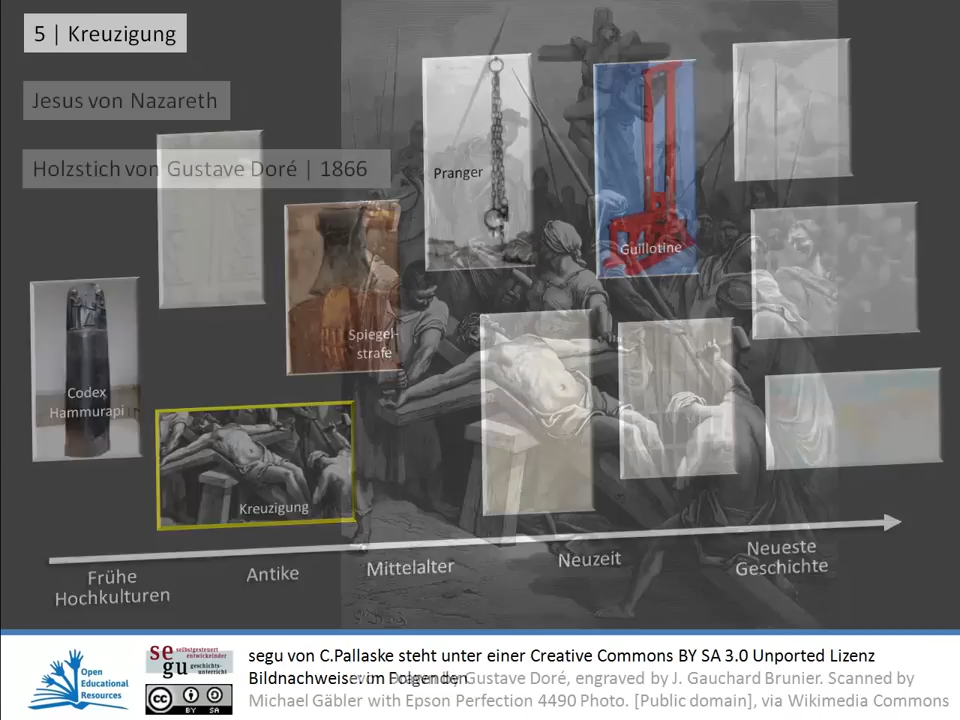 5 | Kreuzigung
Jesus von Nazareth
Holzstich von Gustave Doré | 1866
Pranger
Guillotine
Spiegel-
strafe
Codex
Hammurapi
Kreuzigung
Frühe
Hochkulturen
Antike
Mittelalter
Neuzeit
Neueste
Geschichte
Open
Educational
Resources
segu
selbstgesteuert
entwickelnder
geschichts-
unterricht
cc
BY SA
segu von C.Pallaske steht unter einer Creative Commons BY SA 3.0 Unported Lizenz
Bildnachweise: im Folgenden
Gustave Doré, engraved by J. Gauchard Brunier. Scanned by
Michael Gäbler with Epson Perfection 4490 Photo. [Public domain], via Wikimedia Commons